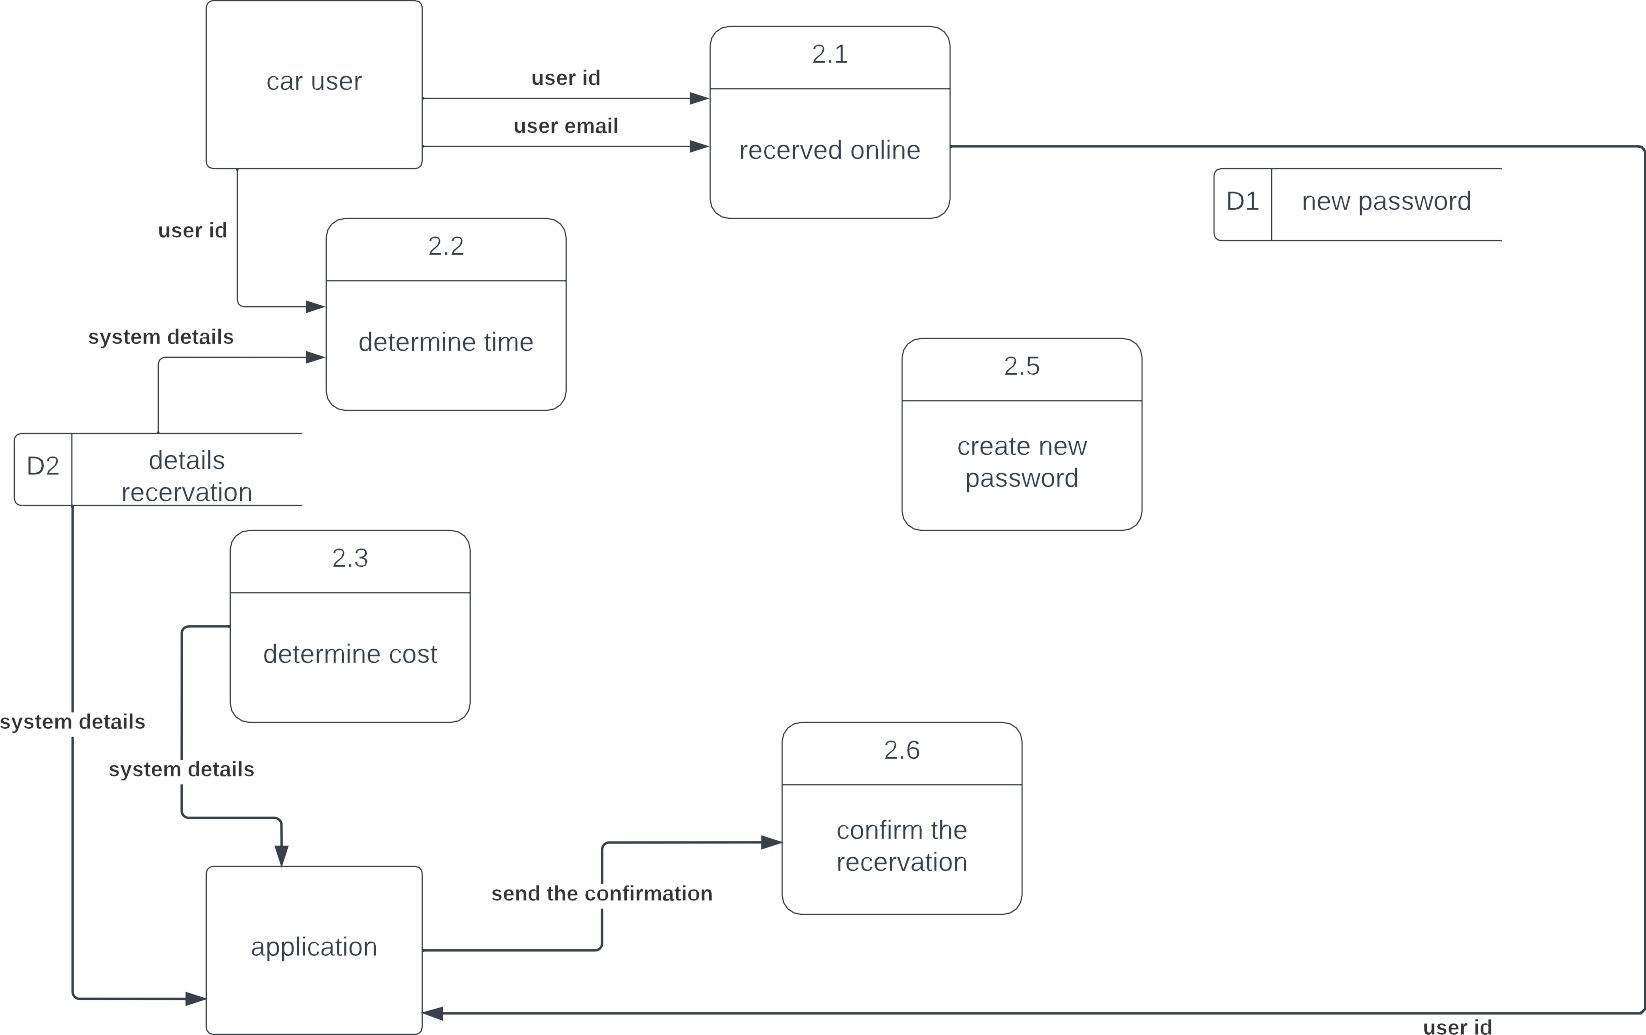 car user
user id
user email
2.1
recerved online
D1
new password
user id
2.2
determine time
system details
D2
details
recervation
2.5
create new
password
2.3
determine cost
system details
system details
2.6
confirm the
recervation
send the confirmation
application
user id